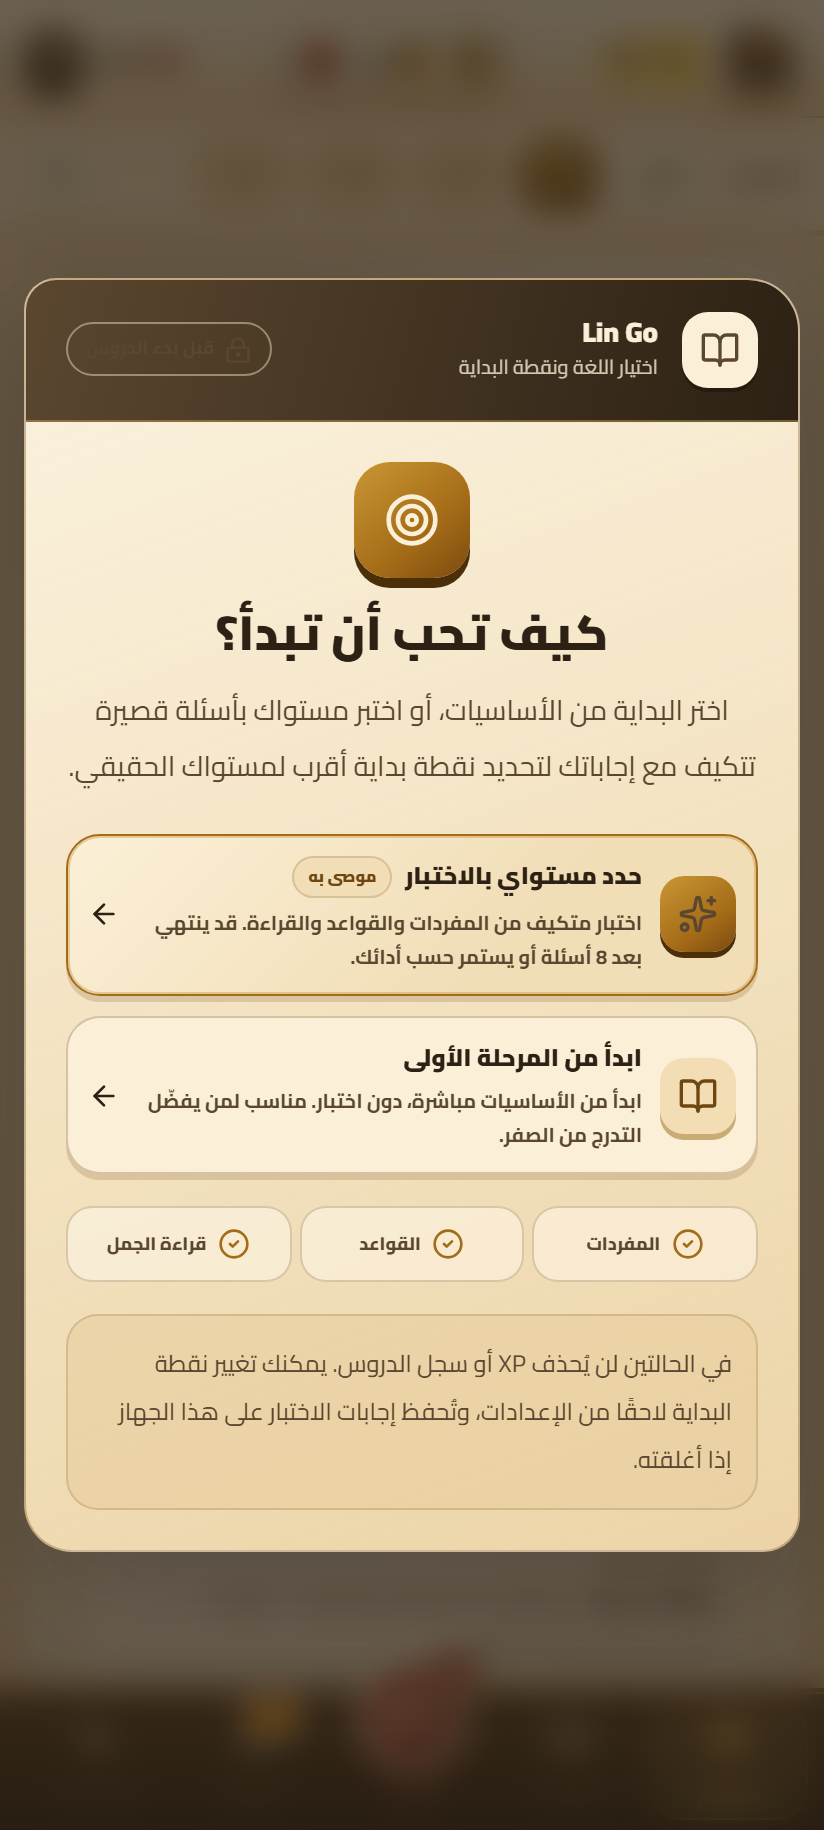 Lin Go
اختيار اللغة ونقطة البداية
قبل بدء الدروس
كيف تحب أن تبدأ؟
اختر البداية من الأساسيات، أو اختبر مستواك بأسئلة قصيرة
تتكيف مع إجاباتك لتحديد نقطة بداية أقرب لمستواك الحقيقي.
حدد مستواي بالاختبار موصى به
اختبار متكيف من المفردات والقواعد والقراءة. قد ينتهي
بعد 8 أسئلة أو يستمر حسب أدائك.
ابدأ من المرحلة الأولى
ابدأ من الأساسيات مباشرة، دون اختبار. مناسب لمن يفضّل
التدرج من الصفر.
المفردات
القواعد
قراءة الجمل
في الحالتين لن يُحذف XP أو سجل الدروس. يمكنك تغيير نقطة
البداية لاحقًا من الإعدادات، وتُحفظ إجابات الاختبار على هذا الجهاز
إذا أغلقته.